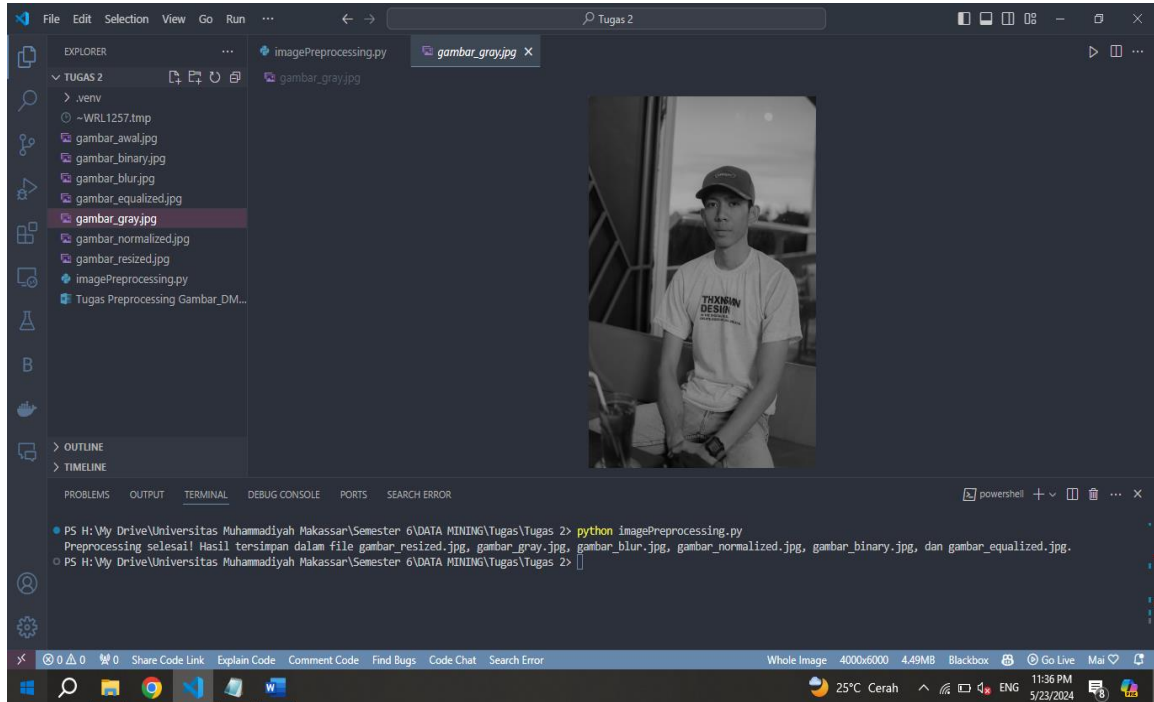 File Edit Selection View Go Run ... Tugas 2
EXPLORER ...
imagePreprocessing.py
gambar_gray.jpg
TUGAS 2
gambar_gray.jpg
.venv
~WRL1257.tmp
gambar_awal.jpg
gambar_binary.jpg
gambar_blur.jpg
gambar_equalized.jpg
gambar_gray.jpg
gambar_normalized.jpg
gambar_resized.jpg
imagePreprocessing.py
Tugas Preprocessing Gambar_DM...
DESIGN
OUTLINE
TIMELINE
PROBLEMS OUTPUT TERMINAL DEBUG CONSOLE PORTS SEARCH ERROR powershell
PS H:\My Drive\Universitas Muhammadiyah Makassar\Semester 6\DATA MINING\Tugas\Tugas 2> python imagePreprocessing.py
Preprocessing selesai! Hasil tersimpan dalam file gambar_resized.jpg, gambar_gray.jpg, gambar_blur.jpg, gambar_normalized.jpg, gambar_binary.jpg, dan gambar_equalized.jpg.
PS H:\My Drive\Universitas Muhammadiyah Makassar\Semester 6\DATA MINING\Tugas\Tugas 2>
0 0 0 Share Code Link Explain Code Comment Code Find Bugs Code Chat Search Error Whole Image 4000x6000 4.49MB Blackbox Go Live Mai
25°C Cerah ENG
11:36 PM
5/23/2024
8